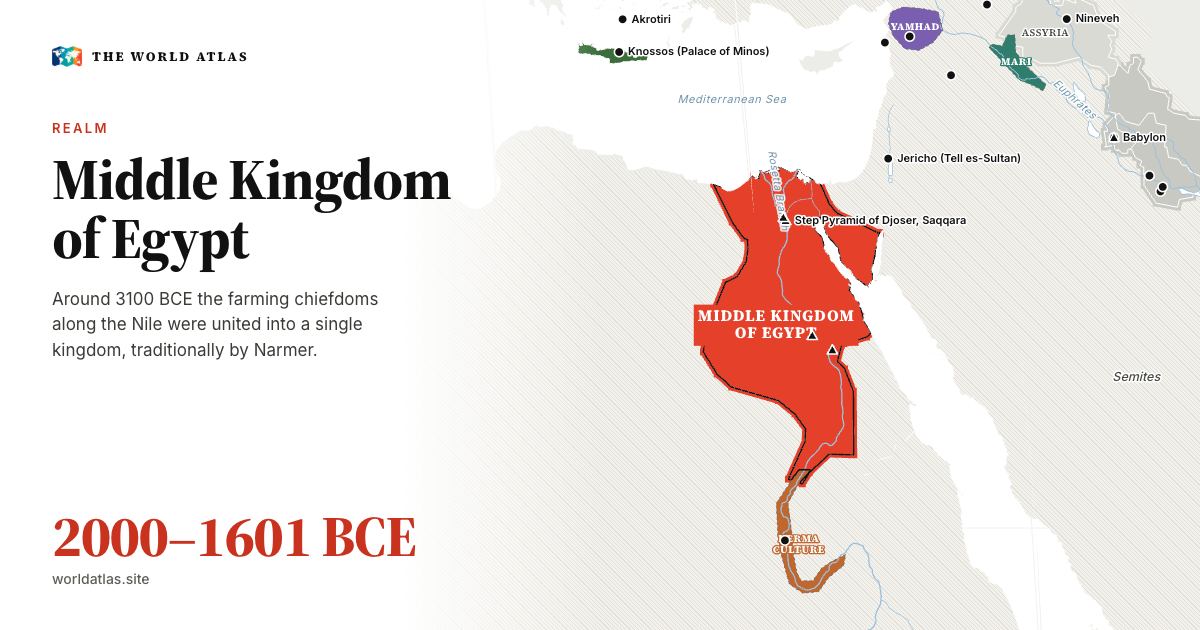 THE WORLD ATLAS
REALM
Middle Kingdom
of Egypt
Around 3100 BCE the farming chiefdoms
along the Nile were united into a single
kingdom, traditionally by Narmer.
2000–1601 BCE
worldatlas.site
Akrotiri
Knossos (Palace of Minos)
Mediterranean Sea
YAMHAD
Nineveh
ASSYRIA
MARI
Euphrates
Babylon
Jericho (Tell es-Sultan)
Rosetta Branch
Step Pyramid of Djoser, Saqqara
MIDDLE KINGDOM
OF EGYPT
Semites
KERMA
CULTURE